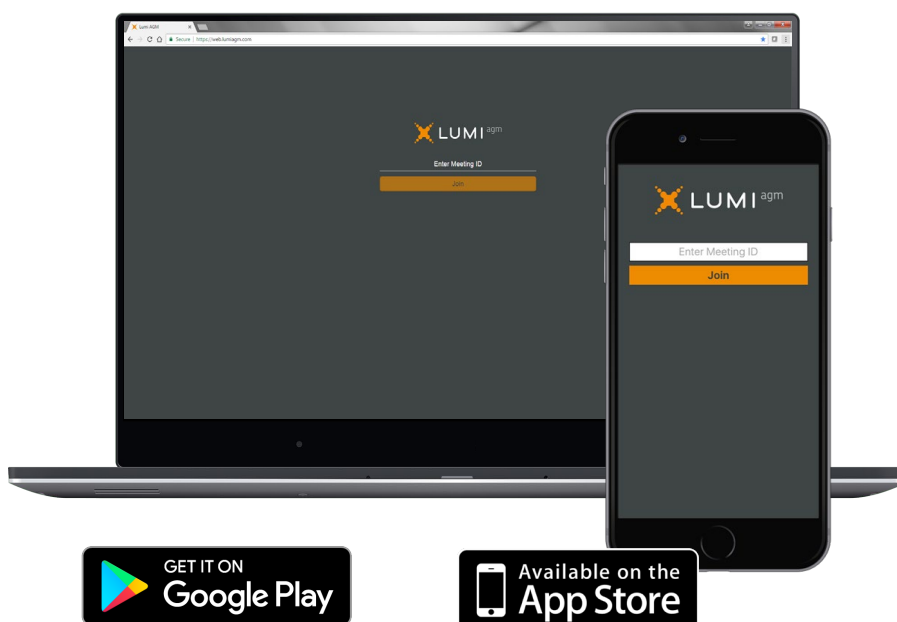 Lumi AGM
Secure | https://web.lumiagm.com
LUMI agm
Enter Meeting ID
Join
LUMI agm
Enter Meeting ID
Join
GET IT ON
Google Play
Available on the
App Store